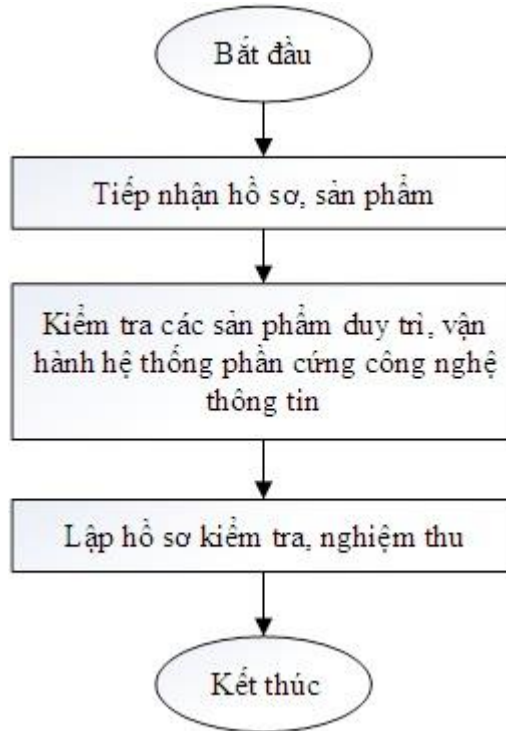 Bắt đầu
Tiếp nhận hồ sơ, sản phẩm
Kiểm tra các sản phẩm duy trì, vận
hành hệ thống phần cứng công nghệ
thông tin
Lập hồ sơ kiểm tra, nghiệm thu
Kết thúc